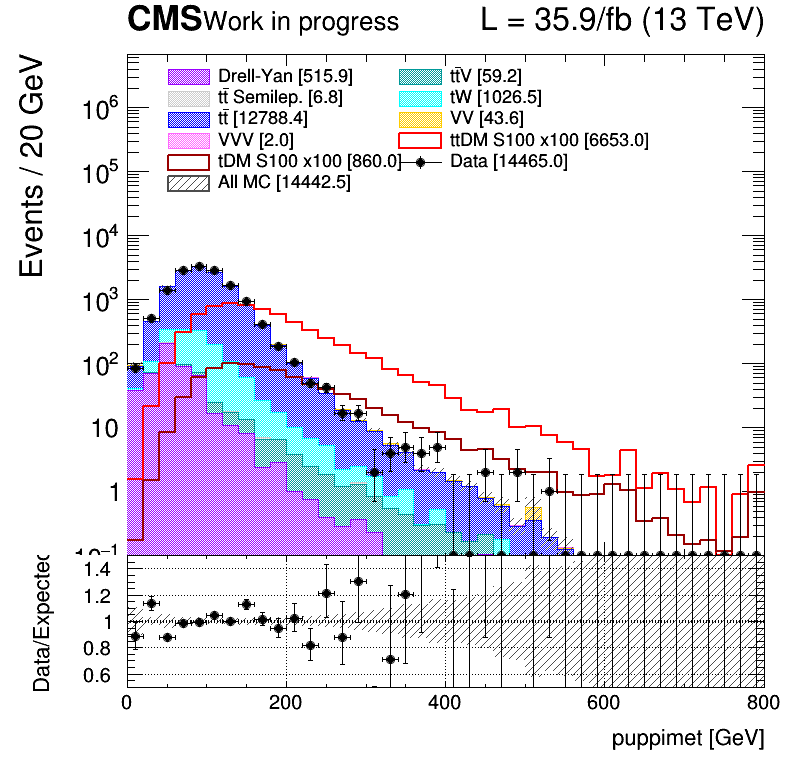 CMS Work in progress L = 35.9/fb (13 TeV)
Drell-Yan [515.9] tt̄V [59.2]
tt̄ Semilep. [6.8] tW [1026.5]
tt̄ [12788.4] VV [43.6]
VVV [2.0] ttDM S100 x100 [6653.0]
tDM S100 x100 [860.0] Data [14465.0]
All MC [14442.5]
Events / 20 GeV
10⁶
10⁵
10⁴
10³
10²
10
1
10⁻¹
Data/Expected
1.4
1.2
1
0.8
0.6
0 200 400 600 800
puppimet [GeV]